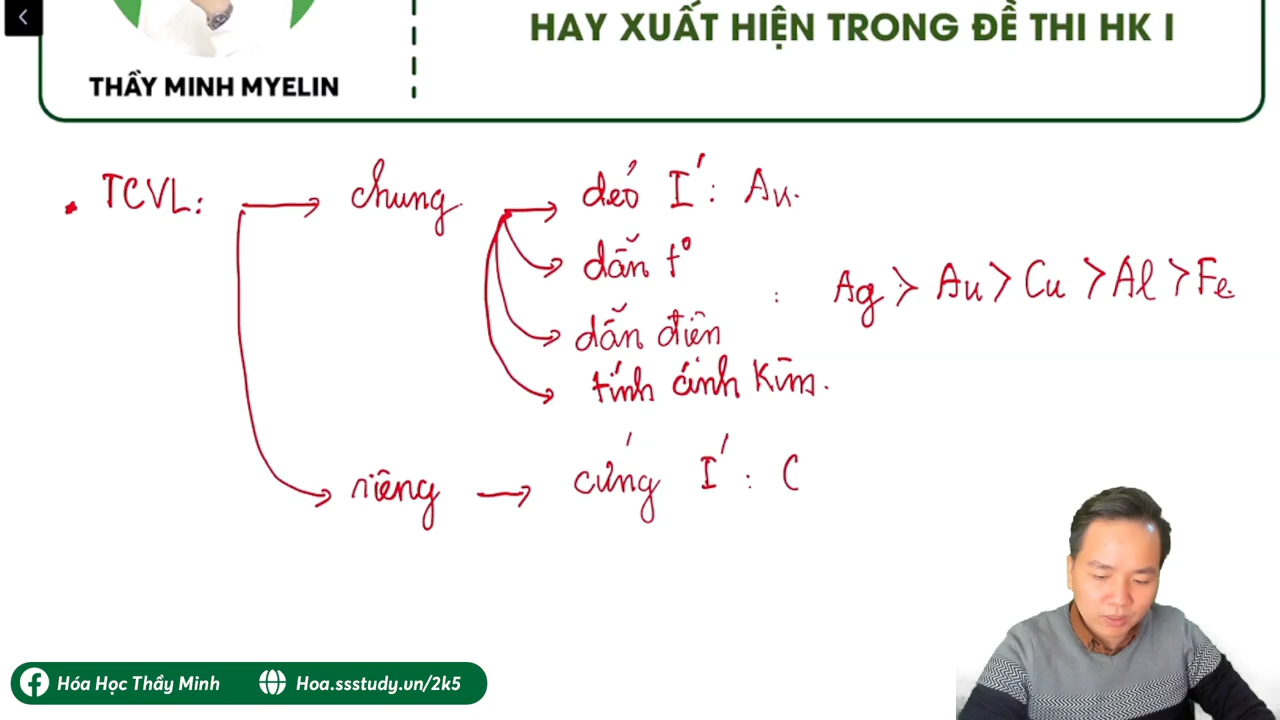 HAY XUẤT HIỆN TRONG ĐỀ THI HK I
THẦY MINH MYELIN
. TCVL: → chung → dẻo I': Au.
dẫn t°
: Ag > Au > Cu > Al > Fe.
dẫn điện
tính ánh kim.
riêng → cứng I' : C
Hóa Học Thầy Minh
Hoa.ssstudy.vn/2k5